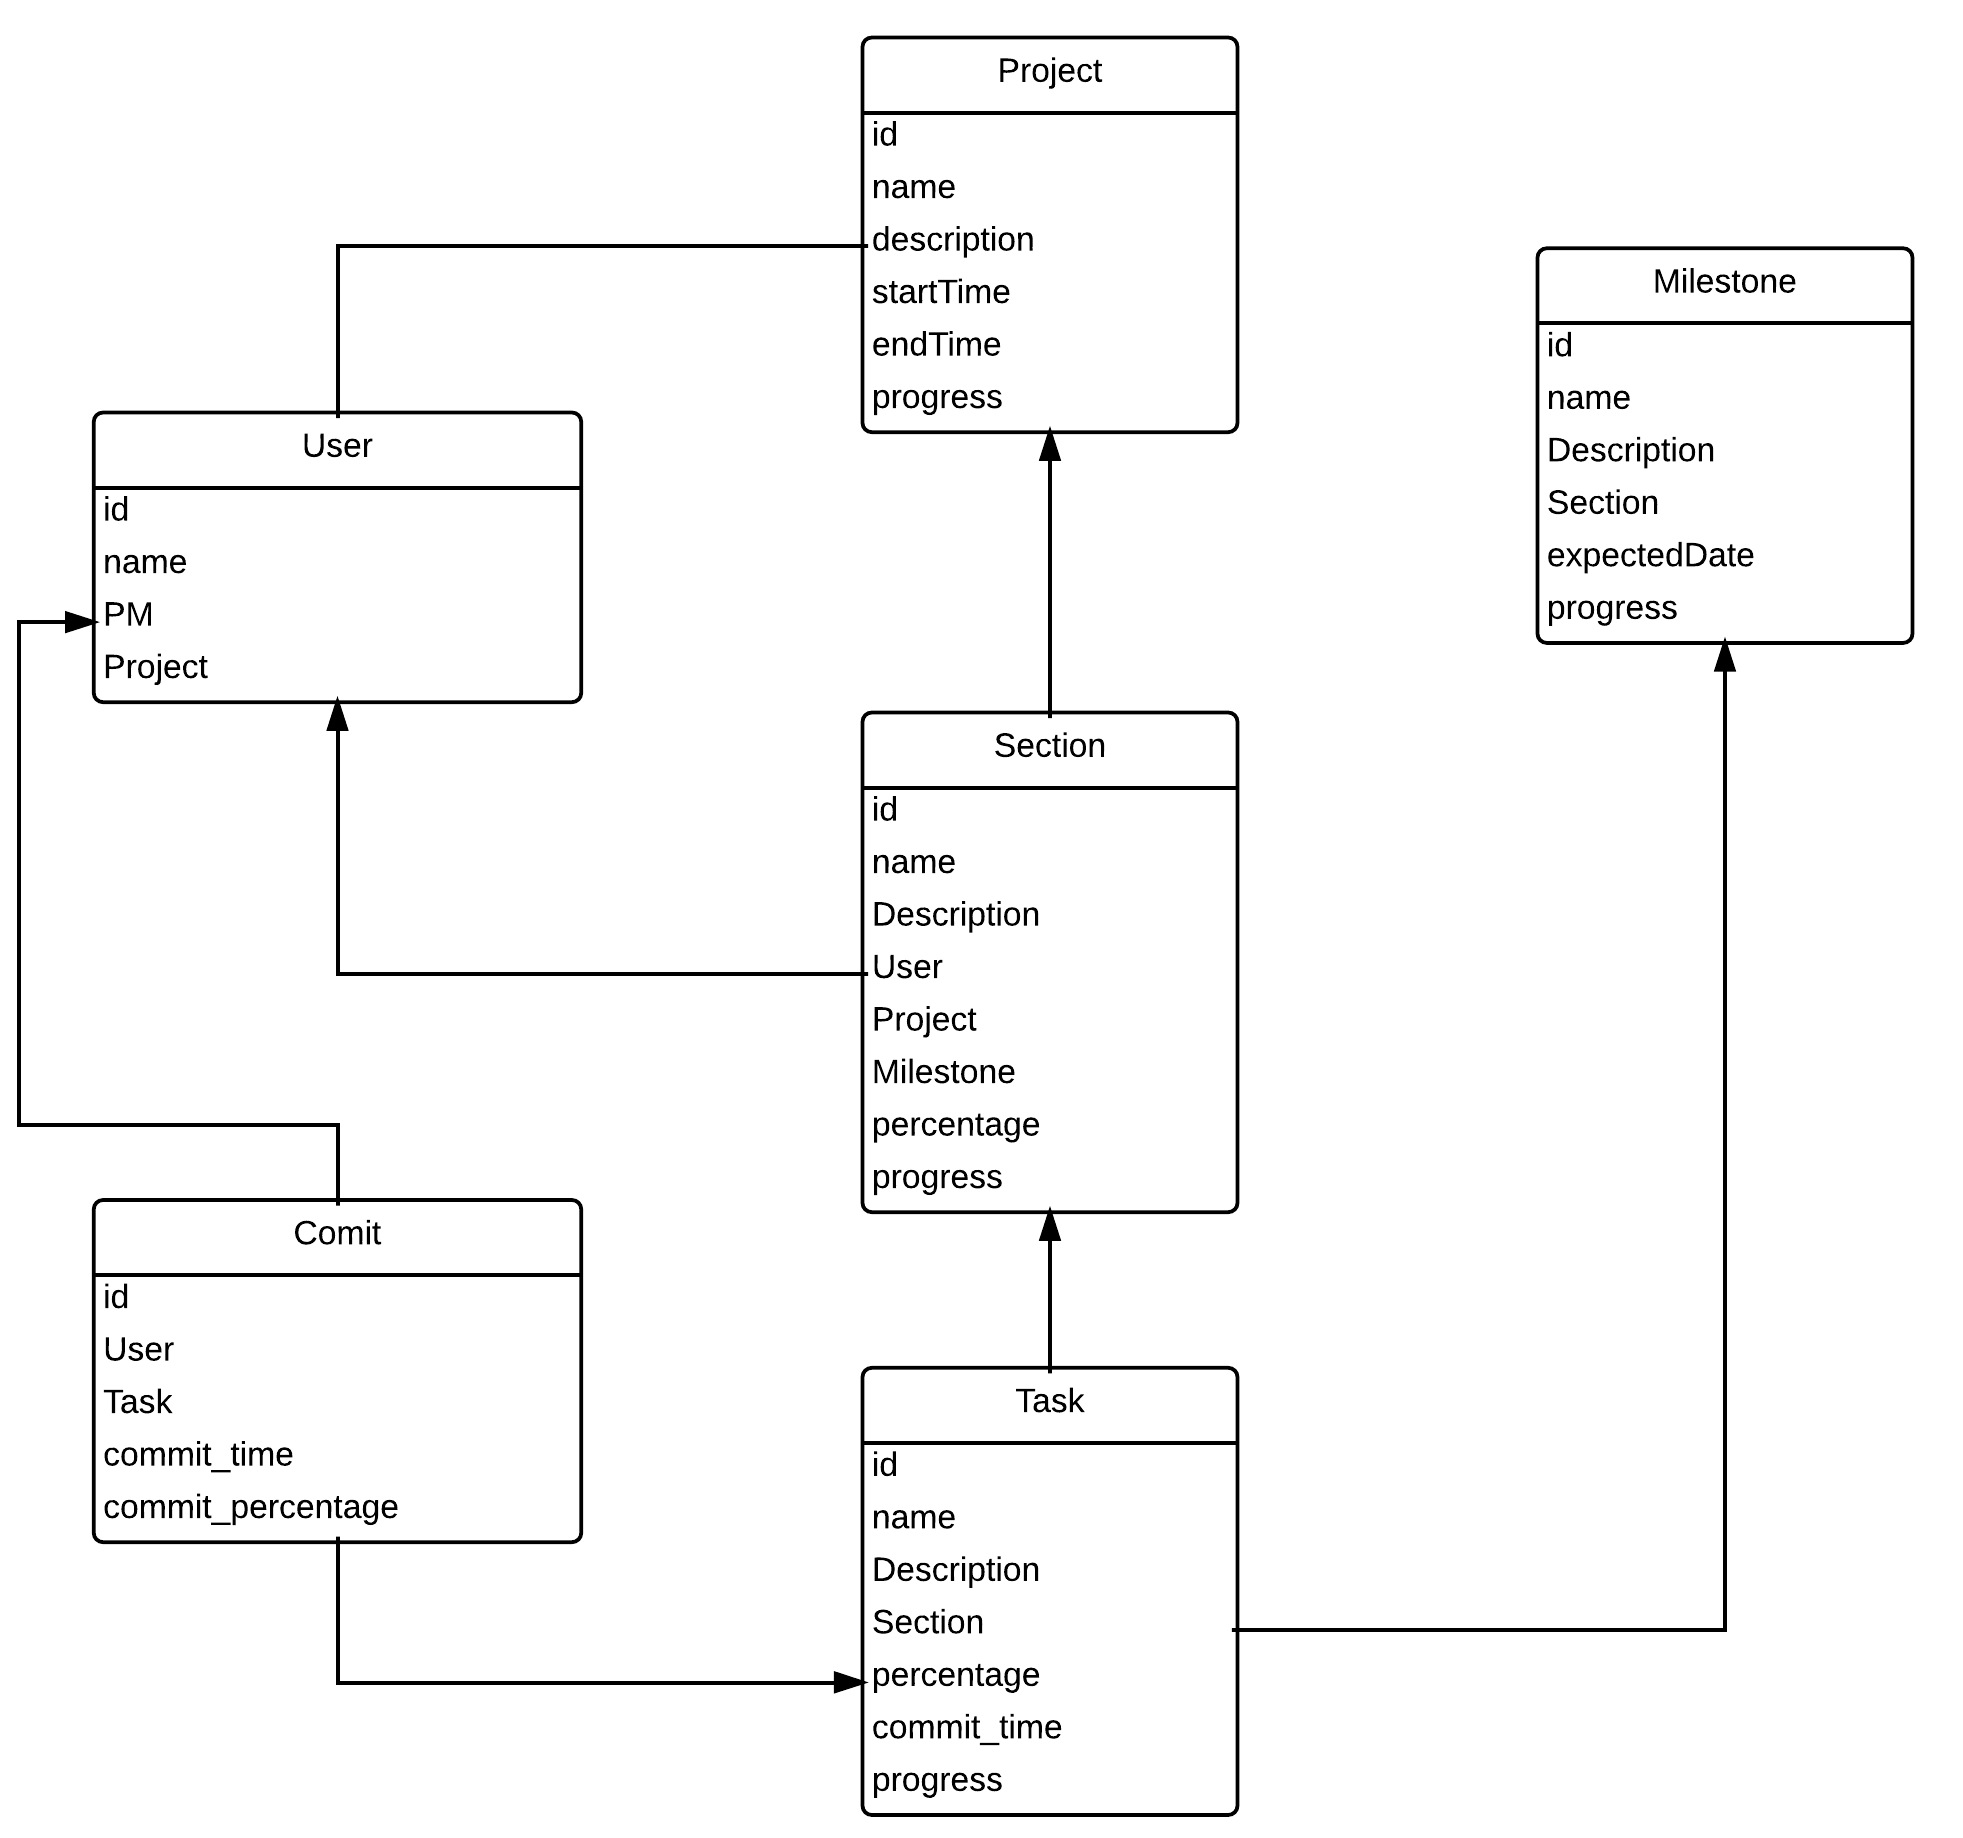 Project
id
name
description
startTime
endTime
progress
Milestone
id
name
Description
Section
expectedDate
progress
User
id
name
PM
Project
Section
id
name
Description
User
Project
Milestone
percentage
progress
Comit
id
User
Task
commit_time
commit_percentage
Task
id
name
Description
Section
percentage
commit_time
progress